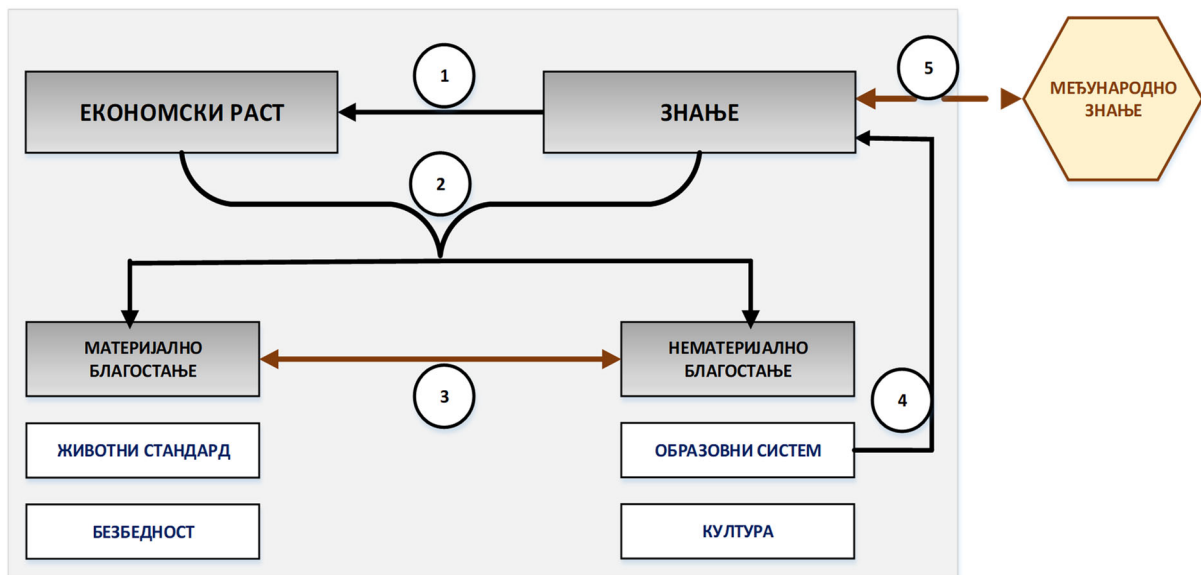 1
5
ЕКОНОМСКИ РАСТ
ЗНАЊЕ
МЕЂУНАРОДНО
ЗНАЊЕ
2
МАТЕРИЈАЛНО
БЛАГОСТАЊЕ
НЕМАТЕРИЈАЛНО
БЛАГОСТАЊЕ
3
4
ЖИВОТНИ СТАНДАРД
ОБРАЗОВНИ СИСТЕМ
БЕЗБЕДНОСТ
КУЛТУРА